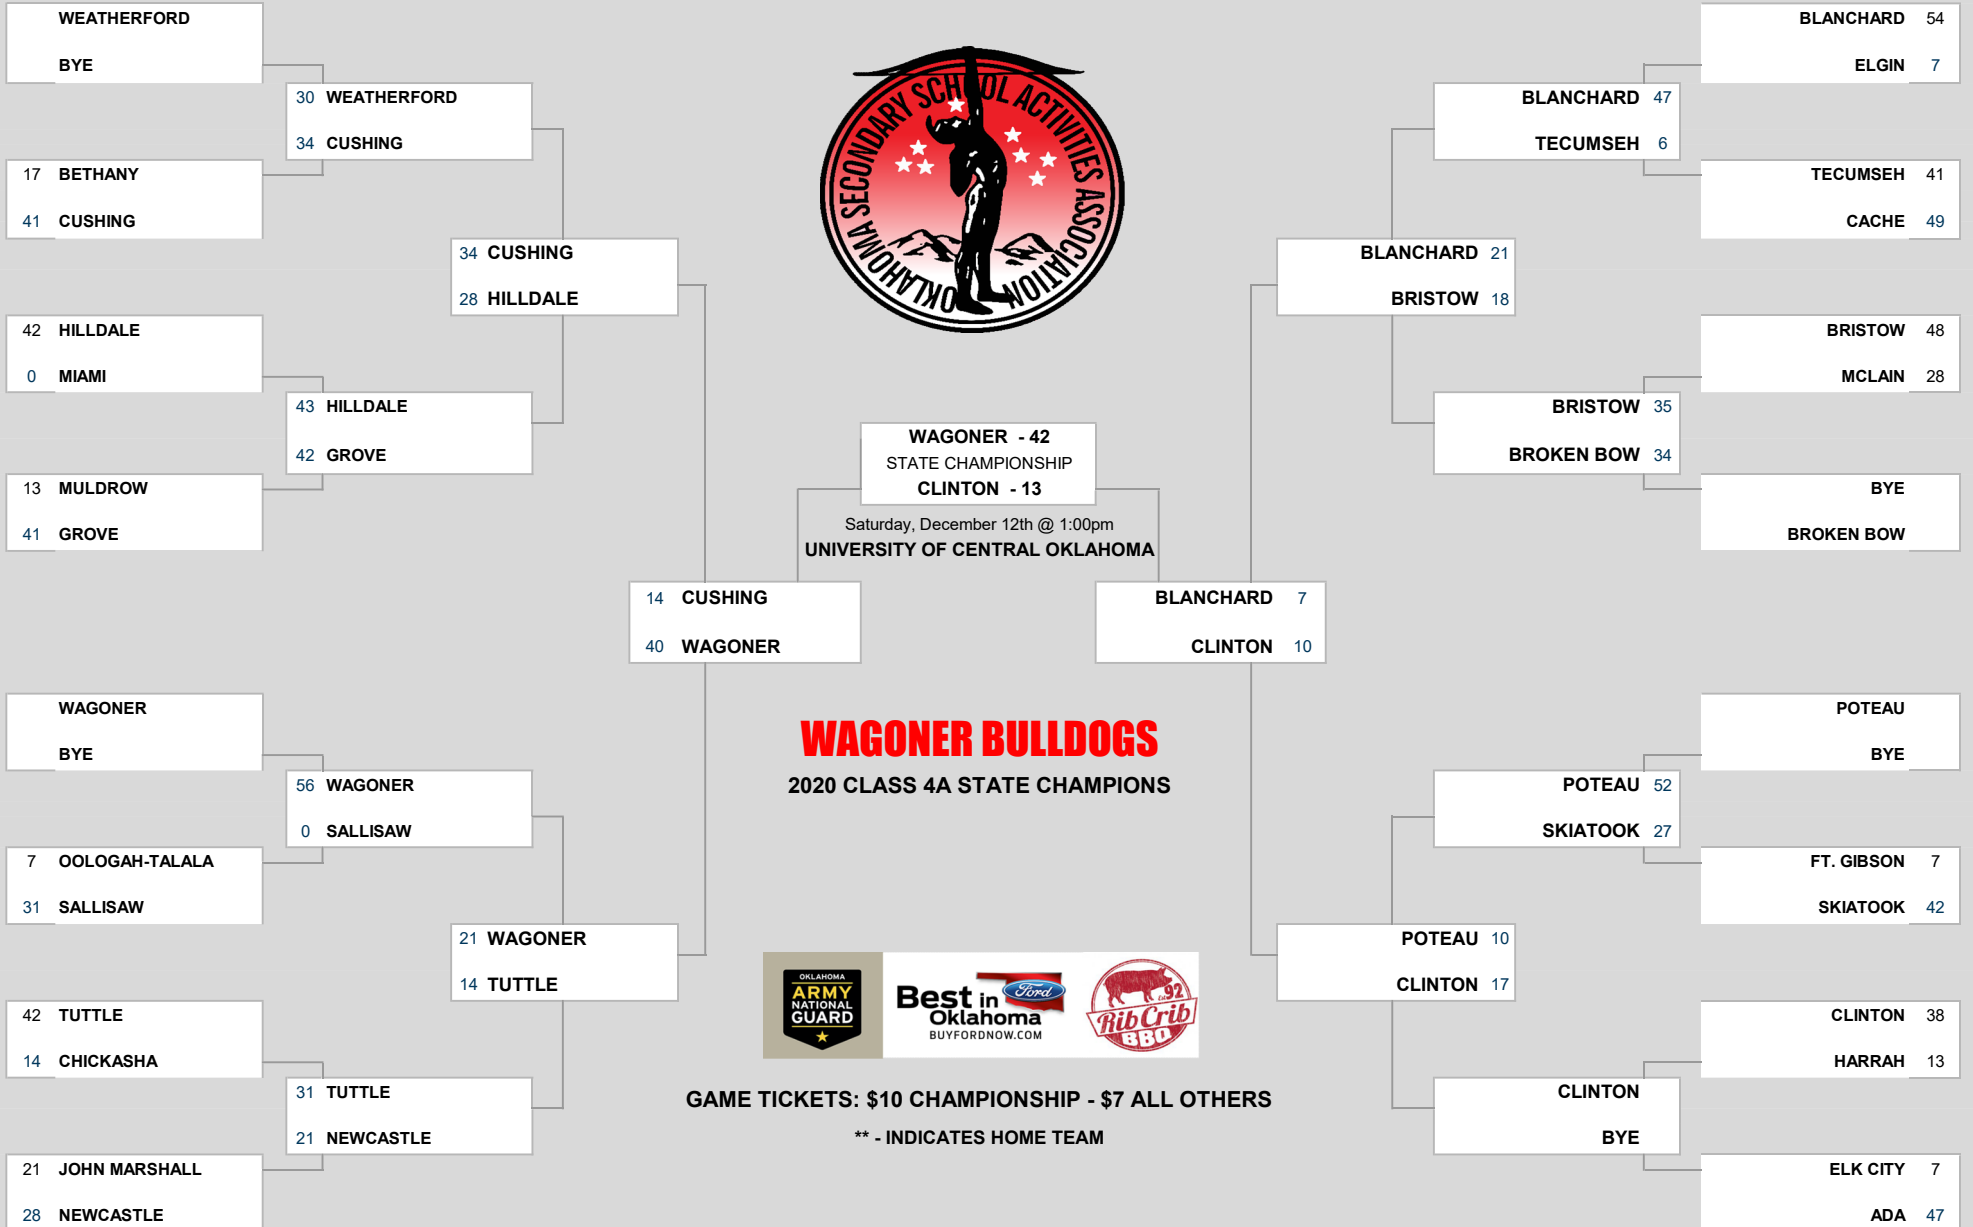 WEATHERFORD
BYE
30 WEATHERFORD
34 CUSHING
17 BETHANY
41 CUSHING
34 CUSHING
28 HILLDALE
42 HILLDALE
0 MIAMI
43 HILLDALE
42 GROVE
13 MULDROW
41 GROVE
14 CUSHING
40 WAGONER
WAGONER
BYE
56 WAGONER
0 SALLISAW
7 OOLOGAH-TALALA
31 SALLISAW
21 WAGONER
14 TUTTLE
42 TUTTLE
14 CHICKASHA
31 TUTTLE
21 NEWCASTLE
21 JOHN MARSHALL
28 NEWCASTLE
OKLAHOMA SECONDARY SCHOOL ACTIVITIES ASSOCIATION
WAGONER - 42
STATE CHAMPIONSHIP
CLINTON - 13
Saturday, December 12th @ 1:00pm
UNIVERSITY OF CENTRAL OKLAHOMA
WAGONER BULLDOGS
2020 CLASS 4A STATE CHAMPIONS
OKLAHOMA
ARMY
NATIONAL
GUARD
Best in
Oklahoma
BUYFORDNOW.COM
Ford
Est 92
Rib Crib
BBQ
GAME TICKETS: $10 CHAMPIONSHIP - $7 ALL OTHERS
** - INDICATES HOME TEAM
BLANCHARD 54
ELGIN 7
BLANCHARD 47
TECUMSEH 6
TECUMSEH 41
CACHE 49
BLANCHARD 21
BRISTOW 18
BRISTOW 48
MCLAIN 28
BRISTOW 35
BROKEN BOW 34
BYE
BROKEN BOW
BLANCHARD 7
CLINTON 10
POTEAU
BYE
POTEAU 52
SKIATOOK 27
FT. GIBSON 7
SKIATOOK 42
POTEAU 10
CLINTON 17
CLINTON 38
HARRAH 13
CLINTON
BYE
ELK CITY 7
ADA 47